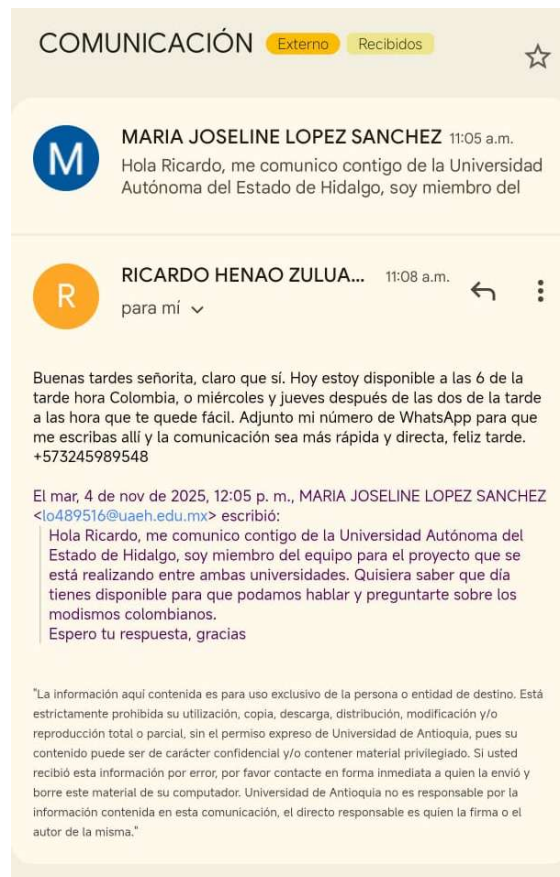 COMUNICACIÓN Externo Recibidos
M
MARIA JOSELINE LOPEZ SANCHEZ 11:05 a.m.
Hola Ricardo, me comunico contigo de la Universidad
Autónoma del Estado de Hidalgo, soy miembro del
R
RICARDO HENAO ZULUA... 11:08 a.m.
para mí
Buenas tardes señorita, claro que sí. Hoy estoy disponible a las 6 de la
tarde hora Colombia, o miércoles y jueves después de las dos de la tarde
a las hora que te quede fácil. Adjunto mi número de WhatsApp para que
me escribas allí y la comunicación sea más rápida y directa, feliz tarde.
+573245989548
El mar, 4 de nov de 2025, 12:05 p. m., MARIA JOSELINE LOPEZ SANCHEZ
<lo489516@uaeh.edu.mx> escribió:
Hola Ricardo, me comunico contigo de la Universidad Autónoma del
Estado de Hidalgo, soy miembro del equipo para el proyecto que se
está realizando entre ambas universidades. Quisiera saber que día
tienes disponible para que podamos hablar y preguntarte sobre los
modismos colombianos.
Espero tu respuesta, gracias
"La información aquí contenida es para uso exclusivo de la persona o entidad de destino. Está
estrictamente prohibida su utilización, copia, descarga, distribución, modificación y/o
reproducción total o parcial, sin el permiso expreso de Universidad de Antioquia, pues su
contenido puede ser de carácter confidencial y/o contener material privilegiado. Si usted
recibió esta información por error, por favor contacte en forma inmediata a quien la envió y
borre este material de su computador. Universidad de Antioquia no es responsable por la
información contenida en esta comunicación, el directo responsable es quien la firma o el
autor de la misma."